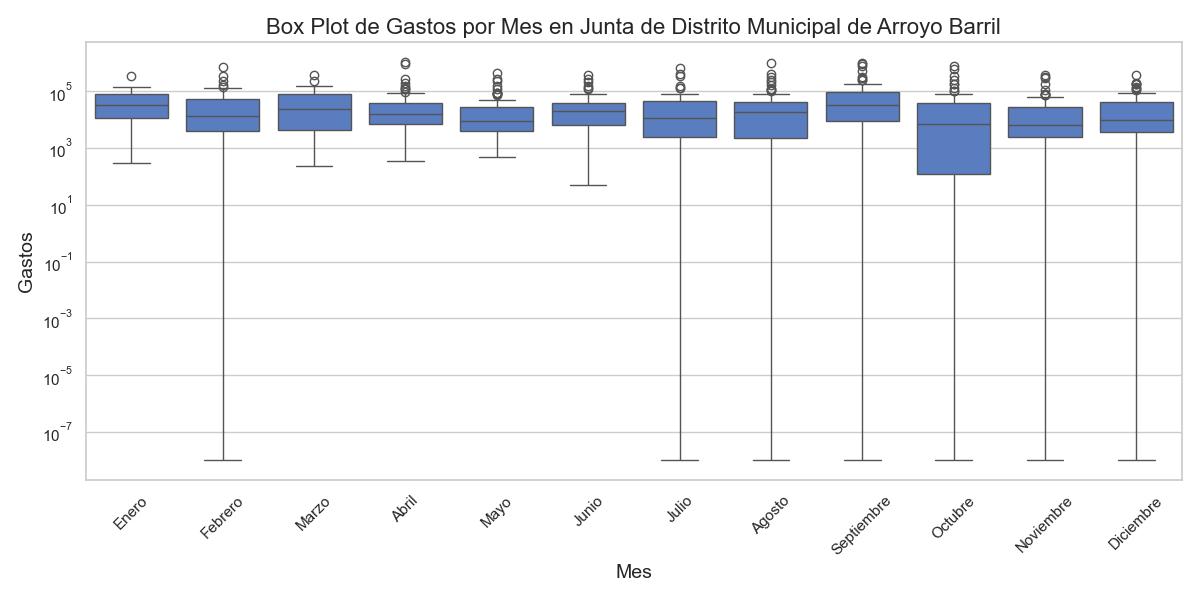 Box Plot de Gastos por Mes en Junta de Distrito Municipal de Arroyo Barril
Gastos
10^5
10^3
10^1
10^−1
10^−3
10^−5
10^−7
Enero
Febrero
Marzo
Abril
Mayo
Junio
Julio
Agosto
Septiembre
Octubre
Noviembre
Diciembre
Mes